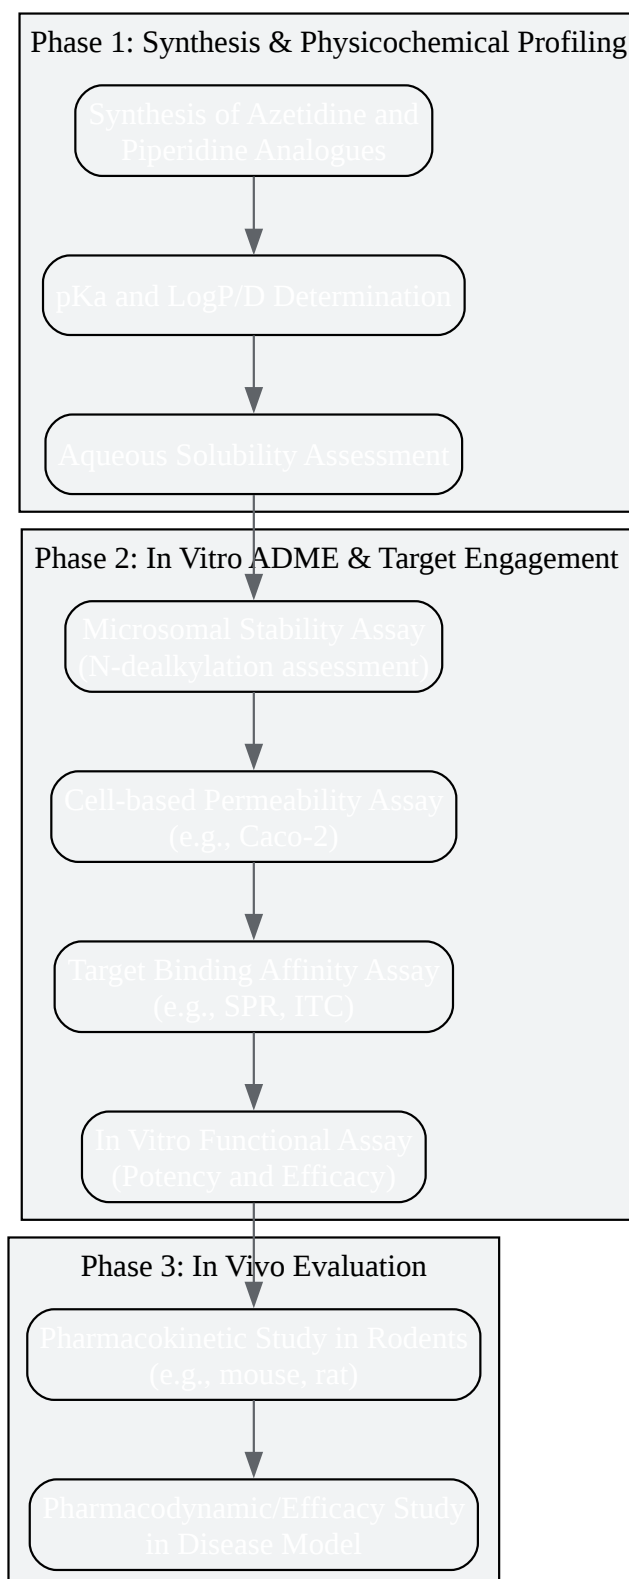 Phase 1: Synthesis & Physicochemical Profiling
Synthesis of Azetidine and
Piperidine Analogues
pKa and LogP/D Determination
Aqueous Solubility Assessment
Phase 2: In Vitro ADME & Target Engagement
Microsomal Stability Assay
(N-dealkylation assessment)
Cell-based Permeability Assay
(e.g., Caco-2)
Target Binding Affinity Assay
(e.g., SPR, ITC)
In Vitro Functional Assay
(Potency and Efficacy)
Phase 3: In Vivo Evaluation
Pharmacokinetic Study in Rodents
(e.g., mouse, rat)
Pharmacodynamic/Efficacy Study
in Disease Model